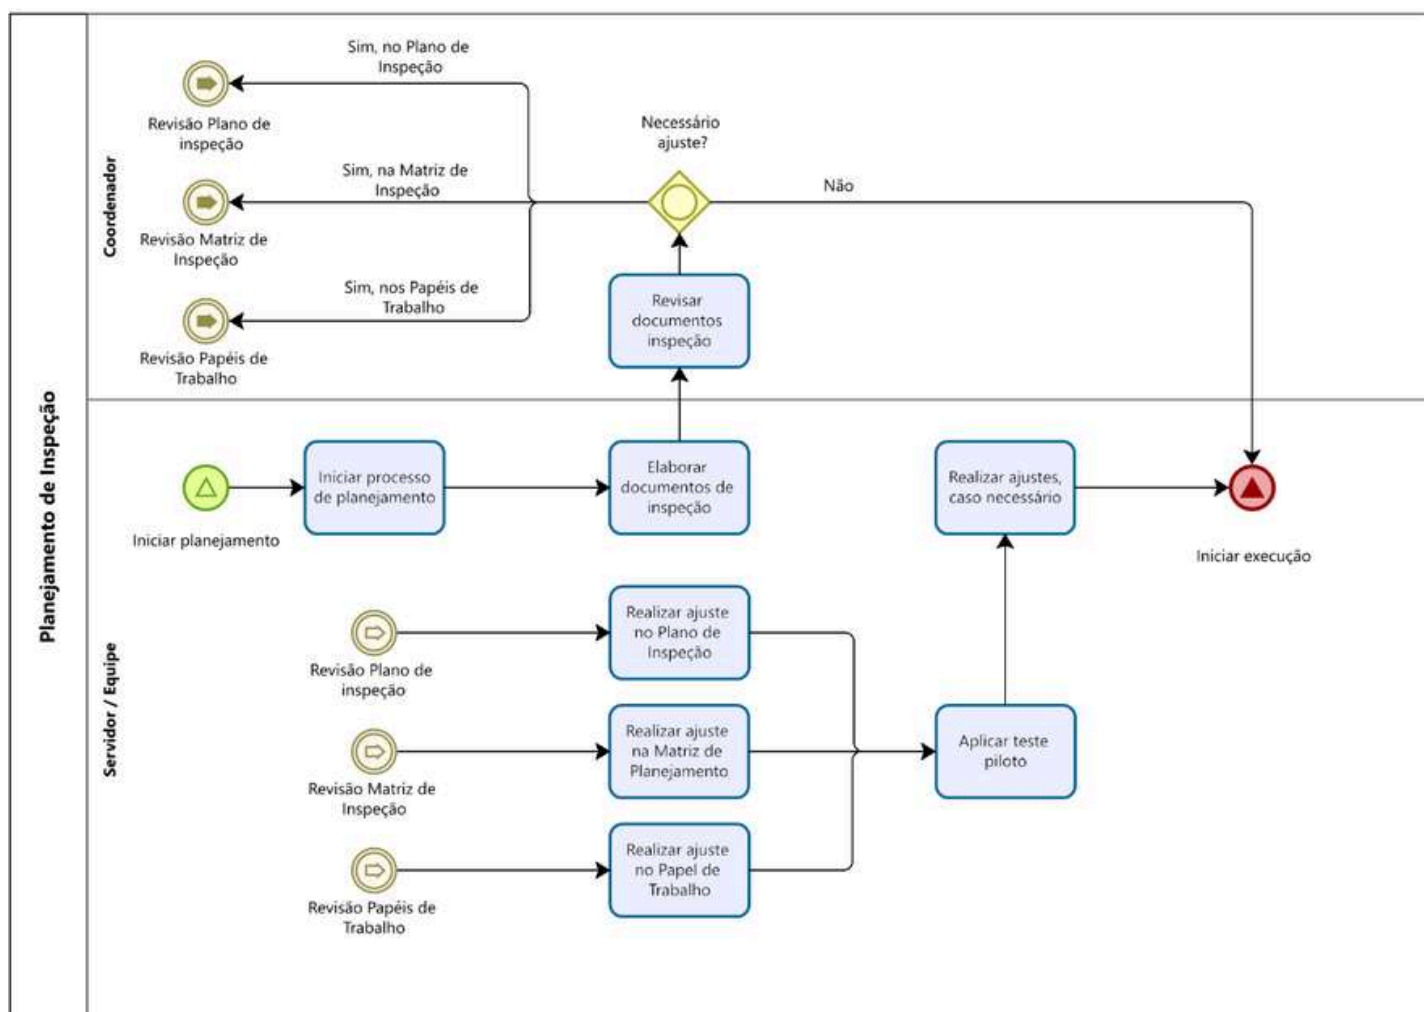 Planejamento de Inspeção
Coordenador
Sim, no Plano de
Inspeção
Revisão Plano de
inspeção
Necessário
ajuste?
Sim, na Matriz de
Inspeção
Não
Revisão Matriz de
Inspeção
Sim, nos Papéis de
Trabalho
Revisar
documentos
inspeção
Revisão Papéis de
Trabalho
Servidor / Equipe
Iniciar planejamento
Iniciar processo
de planejamento
Elaborar
documentos de
inspeção
Realizar ajustes,
caso necessário
Iniciar execução
Revisão Plano de
inspeção
Realizar ajuste
no Plano de
Inspeção
Revisão Matriz de
Inspeção
Realizar ajuste
na Matriz de
Planejamento
Aplicar teste
piloto
Revisão Papéis de
Trabalho
Realizar ajuste
no Papel de
Trabalho